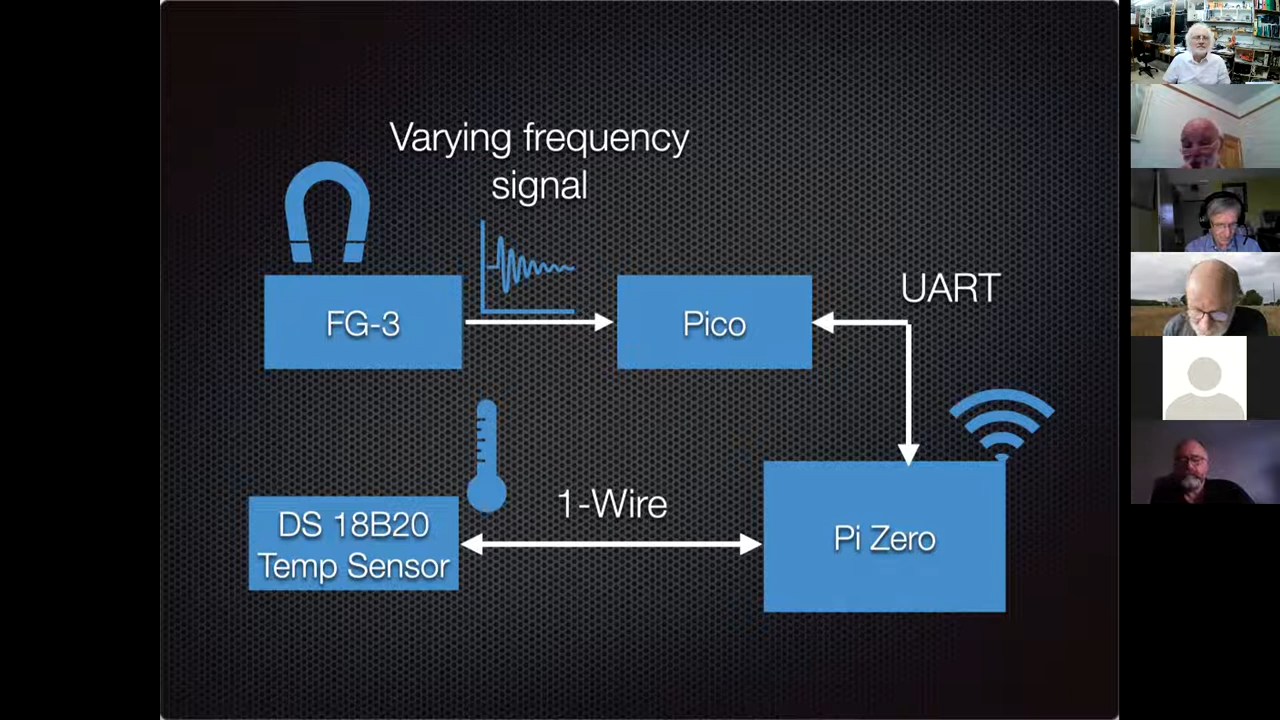 Varying frequency
signal
FG-3
Pico
UART
DS 18B20
Temp Sensor
1-Wire
Pi Zero